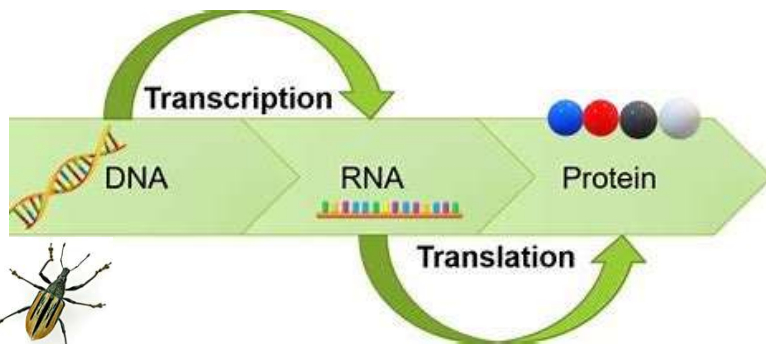 Transcription
DNA
RNA
Protein
Translation